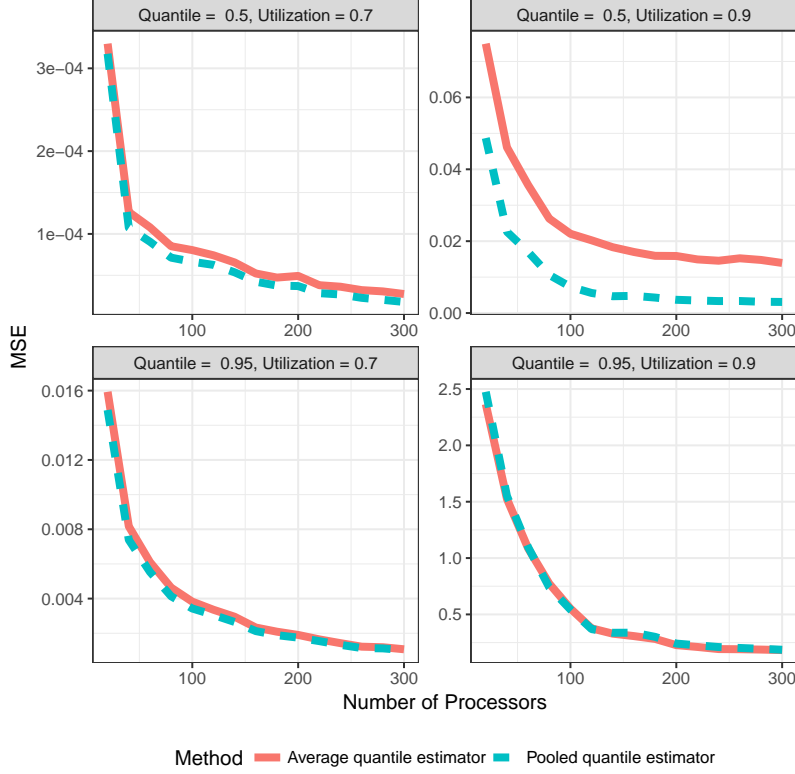 Quantile =  0.5, Utilization = 0.7
Quantile =  0.5, Utilization = 0.9
3e−04
2e−04
1e−04
0.06
0.04
0.02
0.00
100
200
300
100
200
300
MSE
Quantile =  0.95, Utilization = 0.7
Quantile =  0.95, Utilization = 0.9
0.016
0.012
0.008
0.004
2.5
2.0
1.5
1.0
0.5
100
200
300
100
200
300
Number of Processors
Method
Average quantile estimator
Pooled quantile estimator